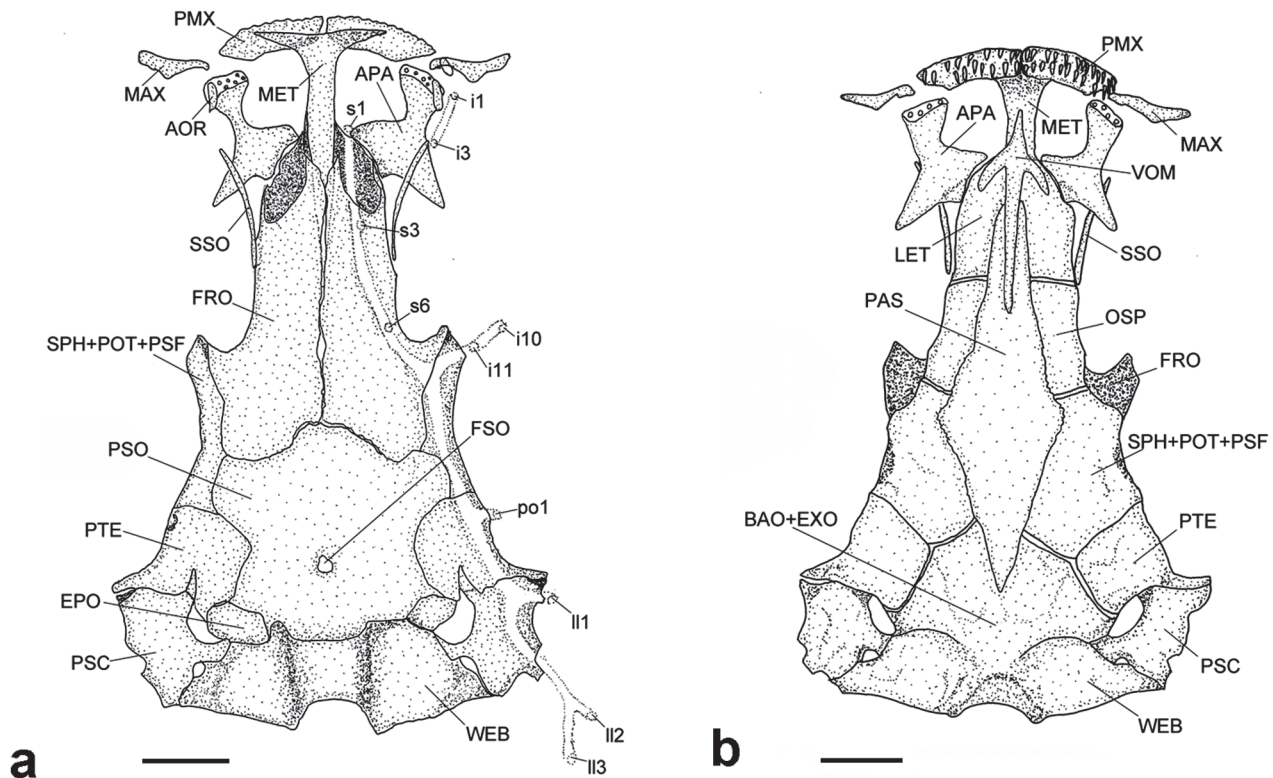 PMX
MAX
AOR
MET
APA
s1
i1
i3
SSO
s3
FRO
s6
i10
i11
SPH+POT+PSF
FSO
PSO
po1
PTE
EPO
ll1
PSC
WEB
ll2
ll3
a
PMX
APA
MET
MAX
VOM
LET
SSO
PAS
OSP
FRO
SPH+POT+PSF
BAO+EXO
PTE
PSC
WEB
b